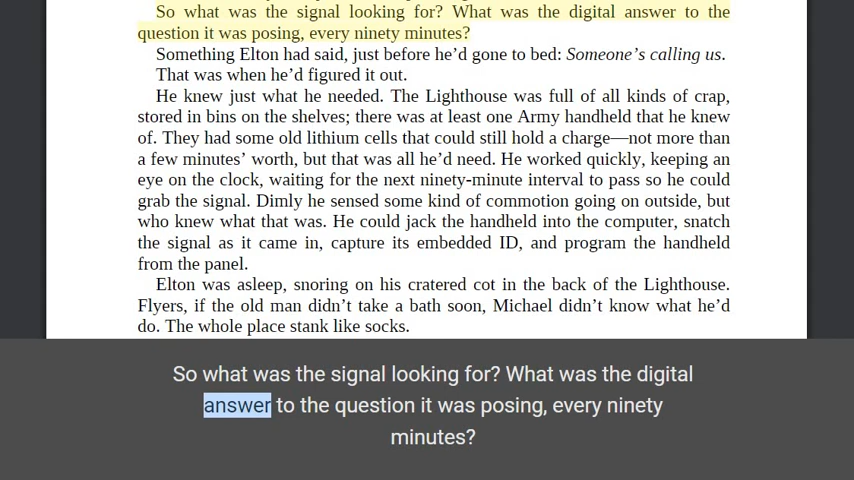 So what was the signal looking for? What was the digital answer to the
question it was posing, every ninety minutes?
Something Elton had said, just before he’d gone to bed: Someone’s calling us.
That was when he’d figured it out.
He knew just what he needed. The Lighthouse was full of all kinds of crap,
stored in bins on the shelves; there was at least one Army handheld that he knew
of. They had some old lithium cells that could still hold a charge—not more than
a few minutes’ worth, but that was all he’d need. He worked quickly, keeping an
eye on the clock, waiting for the next ninety-minute interval to pass so he could
grab the signal. Dimly he sensed some kind of commotion going on outside, but
who knew what that was. He could jack the handheld into the computer, snatch
the signal as it came in, capture its embedded ID, and program the handheld
from the panel.
Elton was asleep, snoring on his cratered cot in the back of the Lighthouse.
Flyers, if the old man didn’t take a bath soon, Michael didn’t know what he’d
do. The whole place stank like socks.
So what was the signal looking for? What was the digital
answer to the question it was posing, every ninety
minutes?